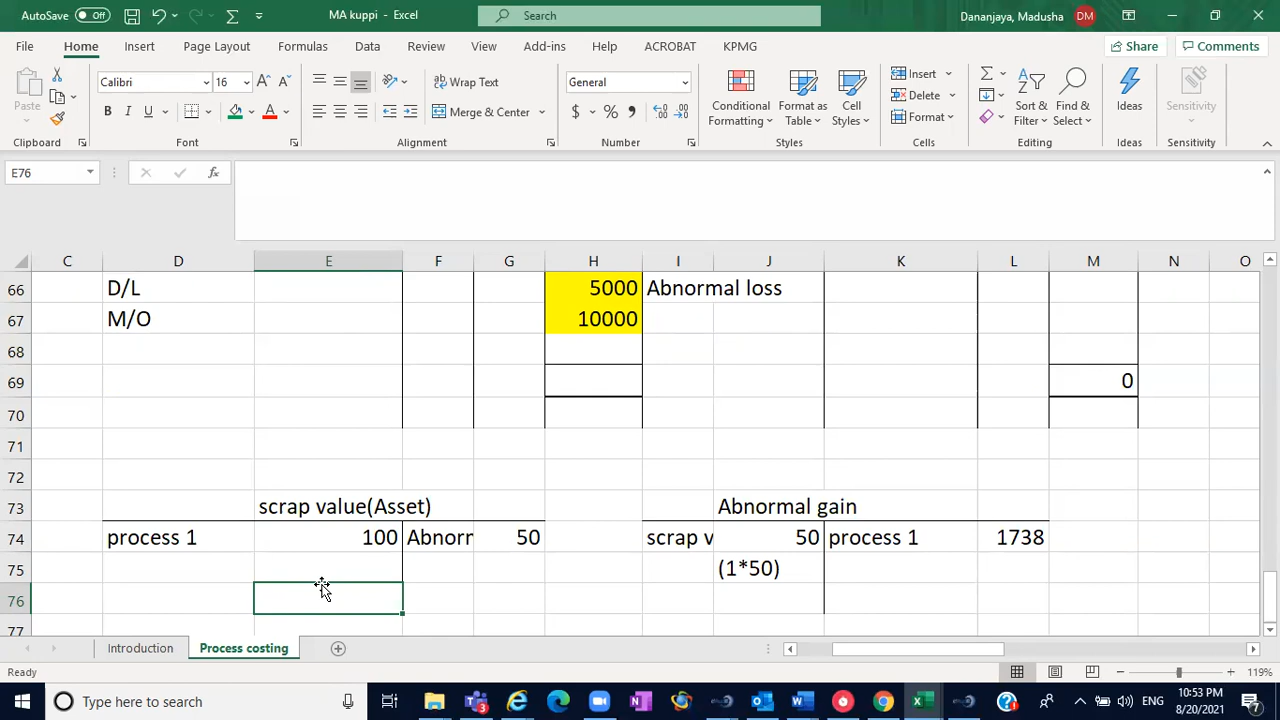 AutoSave Off MA kuppi - Excel Search Dananjaya, Madusha DM
File Home Insert Page Layout Formulas Data Review View Add-ins Help ACROBAT KPMG Share Comments
Paste Calibri 16 Wrap Text General Conditional Formatting Format as Table Cell Styles Insert Sort & Filter Find & Select Ideas Sensitivity
B I U Merge & Center $ % Delete
Format
Clipboard Font Alignment Number Styles Cells Editing Ideas Sensitivity
E76 fx
C D E F G H I J K L M N O
66 D/L 5000 Abnormal loss
67 M/O 10000
68
69 0
70
71
72
73 scrap value(Asset) Abnormal gain
74 process 1 100 Abnorr 50 scrap v 50 process 1 1738
75 (1*50)
76
77
Introduction Process costing
Ready 119%
Type here to search ENG 10:53 PM
8/20/2021